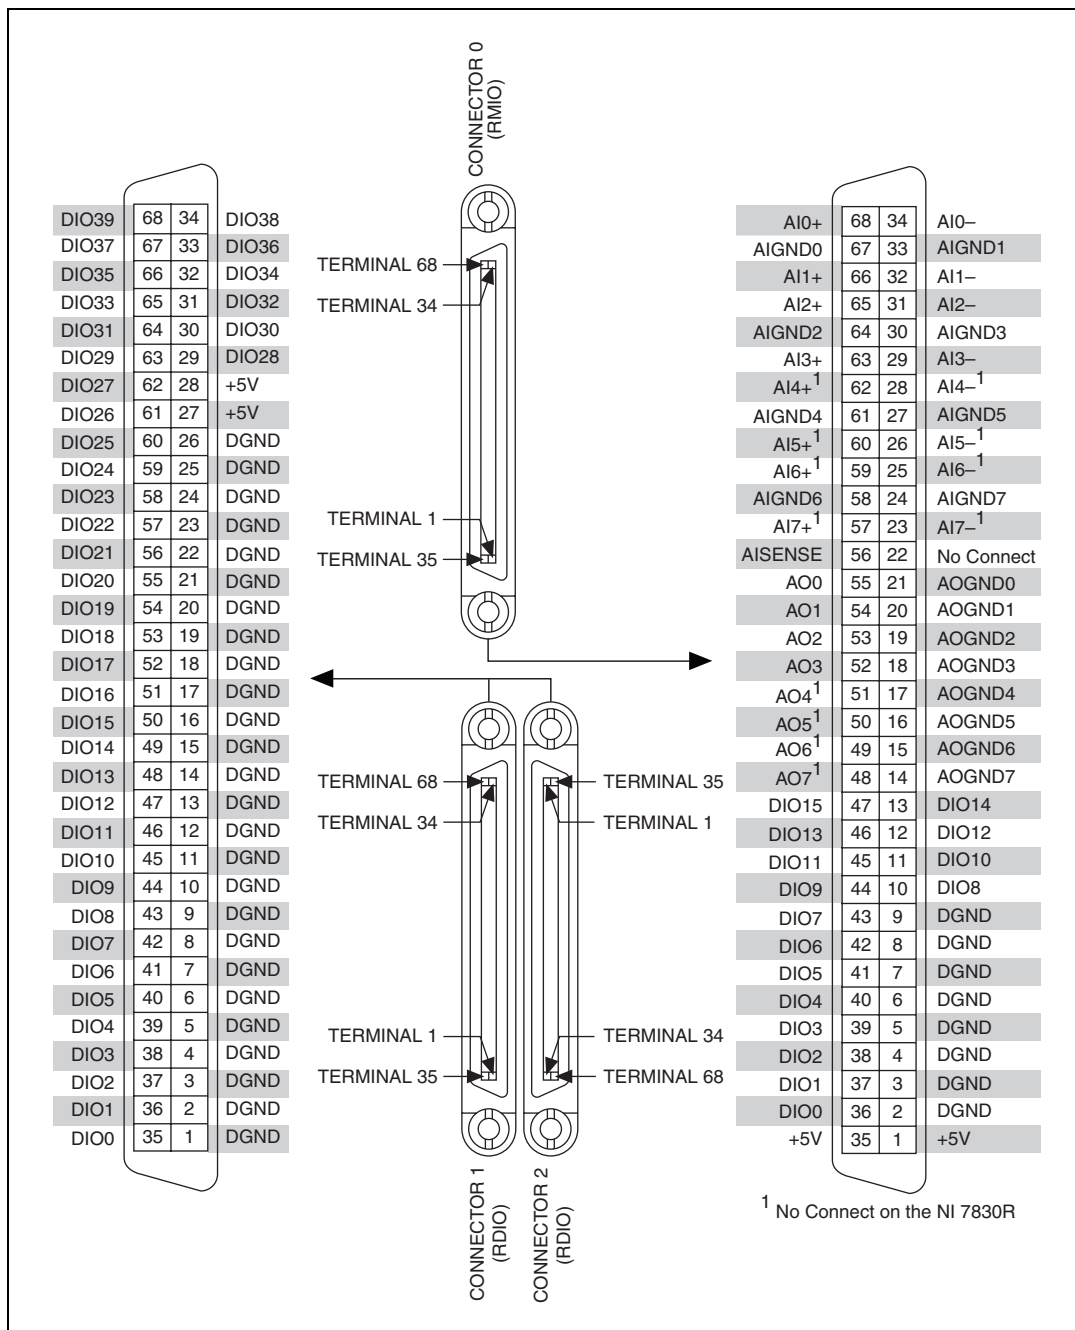 CONNECTOR 0
(RMIO)
DIO39 68 34 DIO38
DIO37 67 33 DIO36
DIO35 66 32 DIO34
DIO33 65 31 DIO32
DIO31 64 30 DIO30
DIO29 63 29 DIO28
DIO27 62 28 +5V
DIO26 61 27 +5V
DIO25 60 26 DGND
DIO24 59 25 DGND
DIO23 58 24 DGND
DIO22 57 23 DGND
DIO21 56 22 DGND
DIO20 55 21 DGND
DIO19 54 20 DGND
DIO18 53 19 DGND
DIO17 52 18 DGND
DIO16 51 17 DGND
DIO15 50 16 DGND
DIO14 49 15 DGND
DIO13 48 14 DGND
DIO12 47 13 DGND
DIO11 46 12 DGND
DIO10 45 11 DGND
DIO9 44 10 DGND
DIO8 43 9 DGND
DIO7 42 8 DGND
DIO6 41 7 DGND
DIO5 40 6 DGND
DIO4 39 5 DGND
DIO3 38 4 DGND
DIO2 37 3 DGND
DIO1 36 2 DGND
DIO0 35 1 DGND
TERMINAL 68
TERMINAL 34
TERMINAL 1
TERMINAL 35
TERMINAL 68
TERMINAL 34
TERMINAL 35
TERMINAL 1
TERMINAL 1
TERMINAL 35
TERMINAL 34
TERMINAL 68
CONNECTOR 1
(RDIO)
CONNECTOR 2
(RDIO)
AI0+ 68 34 AI0–
AIGND0 67 33 AIGND1
AI1+ 66 32 AI1–
AI2+ 65 31 AI2–
AIGND2 64 30 AIGND3
AI3+ 63 29 AI3–
AI4+1 62 28 AI4–1
AIGND4 61 27 AIGND5
AI5+1 60 26 AI5–1
AI6+1 59 25 AI6–1
AIGND6 58 24 AIGND7
AI7+1 57 23 AI7–1
AISENSE 56 22 No Connect
AO0 55 21 AOGND0
AO1 54 20 AOGND1
AO2 53 19 AOGND2
AO3 52 18 AOGND3
AO41 51 17 AOGND4
AO51 50 16 AOGND5
AO61 49 15 AOGND6
AO71 48 14 AOGND7
DIO15 47 13 DIO14
DIO13 46 12 DIO12
DIO11 45 11 DIO10
DIO9 44 10 DIO8
DIO7 43 9 DGND
DIO6 42 8 DGND
DIO5 41 7 DGND
DIO4 40 6 DGND
DIO3 39 5 DGND
DIO2 38 4 DGND
DIO1 37 3 DGND
DIO0 36 2 DGND
+5V 35 1 +5V
1 No Connect on the NI 7830R